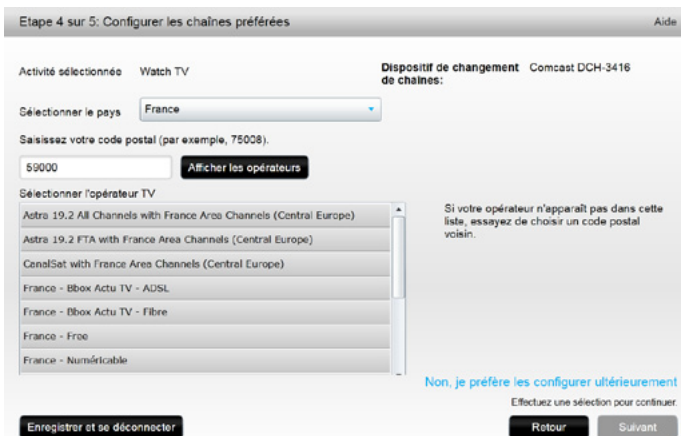 Etape 4 sur 5: Configurer les chaînes préférées
Aide
Activité sélectionnée Watch TV
Dispositif de changement de chaînes: Comcast DCH-3416
Sélectionner le pays France
Saisissez votre code postal (par exemple, 75008).
59000 Afficher les opérateurs
Sélectionner l'opérateur TV
Astra 19.2 All Channels with France Area Channels (Central Europe)
Astra 19.2 FTA with France Area Channels (Central Europe)
CanalSat with France Area Channels (Central Europe)
France - Bbox Actu TV - ADSL
France - Bbox Actu TV - Fibre
France - Free
France - Numéricable
Si votre opérateur n'apparaît pas dans cette
liste, essayez de choisir un code postal
voisin.
Non, je préfère les configurer ultérieurement
Effectuez une sélection pour continuer.
Enregistrer et se déconnecter
Retour
Suivant